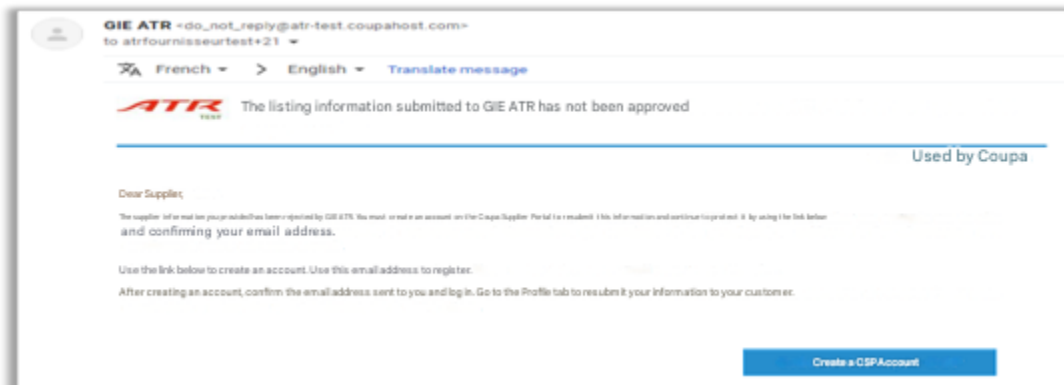 GIE ATR <do_not_reply@atr-test.coupahost.com>
to atrfournisseurtest+21
French > English Translate message
ATR TEST The listing information submitted to GIE ATR has not been approved
Used by Coupa
Dear Supplier,
The supplier information you provided has been rejected by GIE ATR. You must create an account on the Coupa Supplier Portal to resubmit this information and continue to protect it by using the link below
and confirming your email address.
Use the link below to create an account. Use this email address to register.
After creating an account, confirm the email address sent to you and log in. Go to the Profile tab to resubmit your information to your customer.
Create a CSP Account